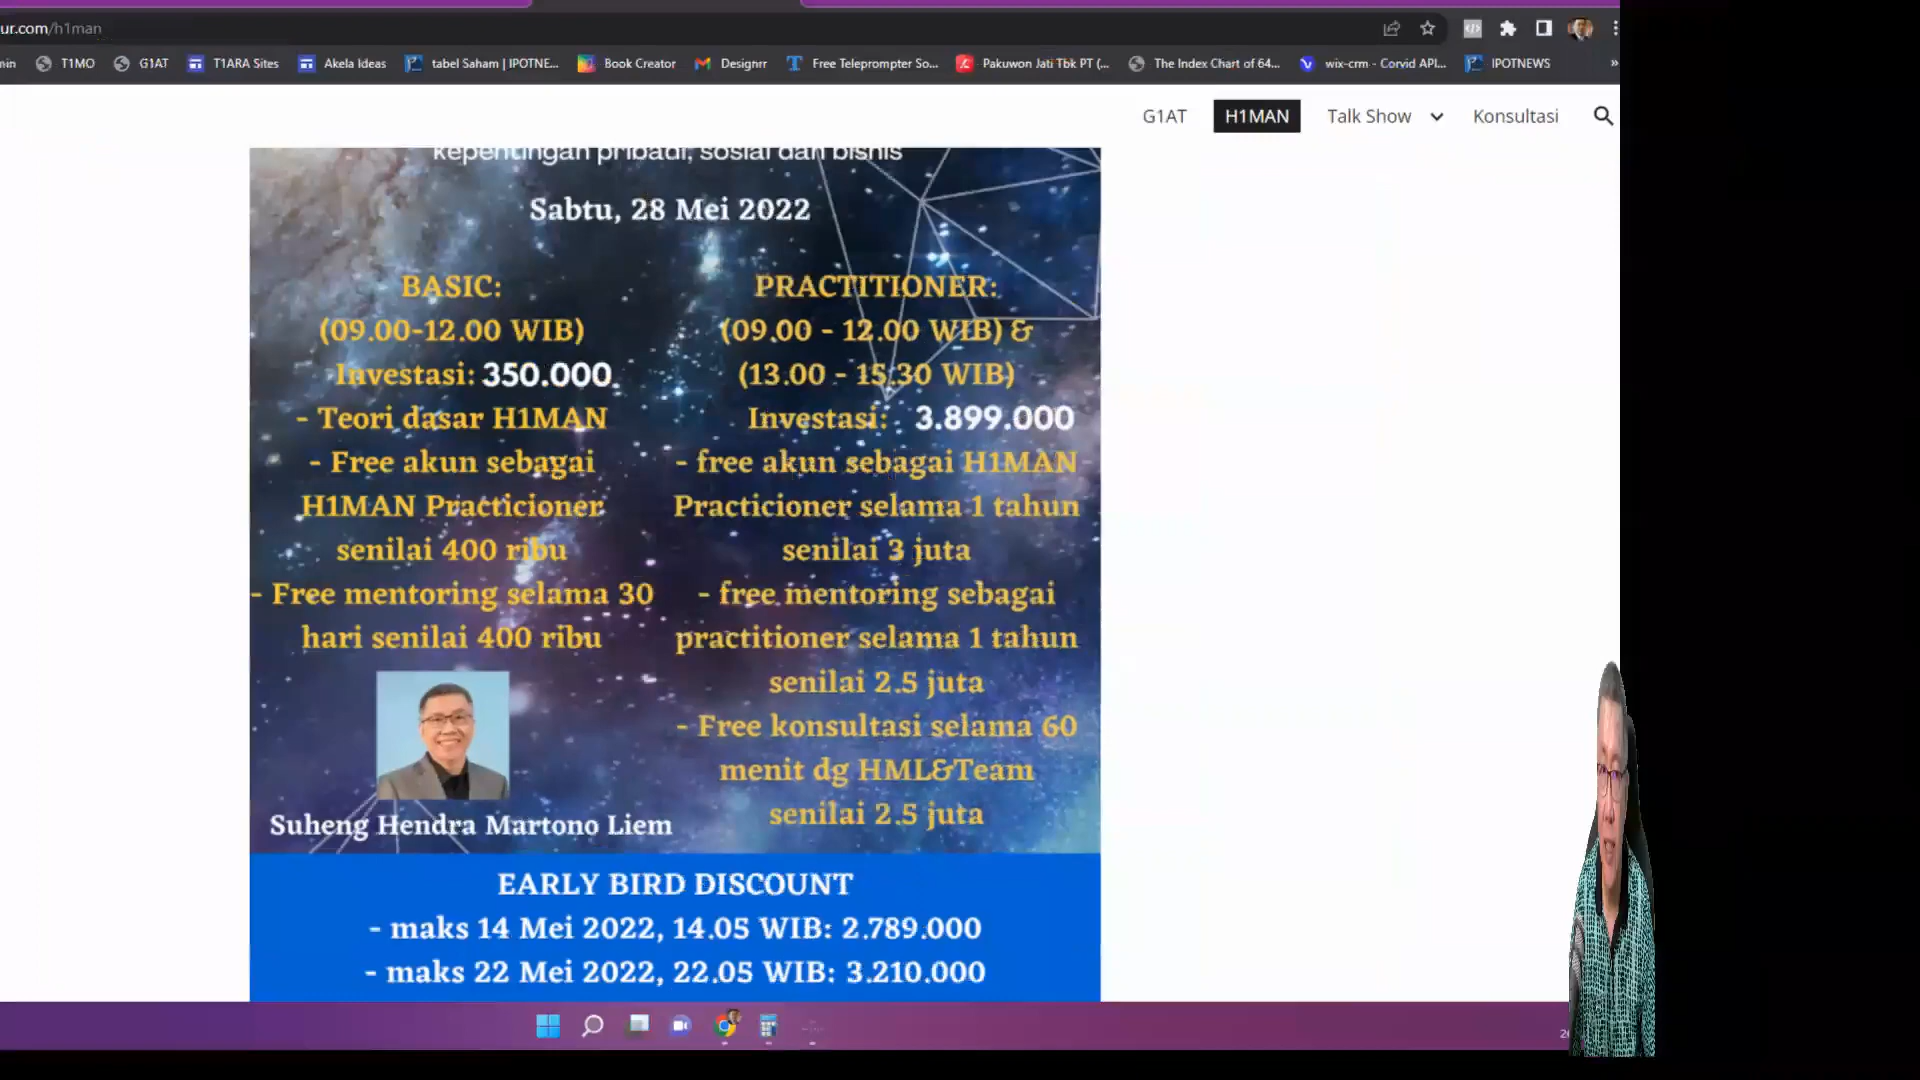 ur.com/h1man
min T1MO G1AT T1ARA Sites Akela Ideas tabel Saham | IPOTNE... Book Creator Designrr Free Teleprompter So... Pakuwon Jati Tbk PT (... The Index Chart of 64... wix-crm - Corvid API... IPOTNEWS »
G1AT H1MAN Talk Show Konsultasi
kepentingan pribadi, sosial dan bisnis
Sabtu, 28 Mei 2022
BASIC:
(09.00-12.00 WIB)
Investasi: 350.000
- Teori dasar H1MAN
- Free akun sebagai
H1MAN Practicioner
senilai 400 ribu
- Free mentoring selama 30
hari senilai 400 ribu
Suheng Hendra Martono Liem
PRACTITIONER:
(09.00 - 12.00 WIB) &
(13.00 - 15.30 WIB)
Investasi: 3.899.000
- free akun sebagai H1MAN
Practicioner selama 1 tahun
senilai 3 juta
- free mentoring sebagai
practitioner selama 1 tahun
senilai 2.5 juta
- Free konsultasi selama 60
menit dg HML&Team
senilai 2.5 juta
EARLY BIRD DISCOUNT
- maks 14 Mei 2022, 14.05 WIB: 2.789.000
- maks 22 Mei 2022, 22.05 WIB: 3.210.000